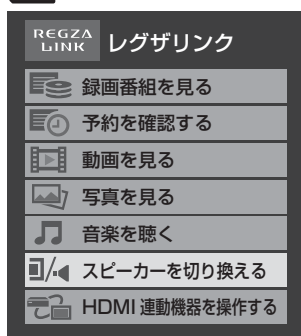 REGZA
LINK レグザリンク
録画番組を見る
予約を確認する
動画を見る
写真を見る
音楽を聴く
スピーカーを切り換える
HDMI 連動機器を操作する